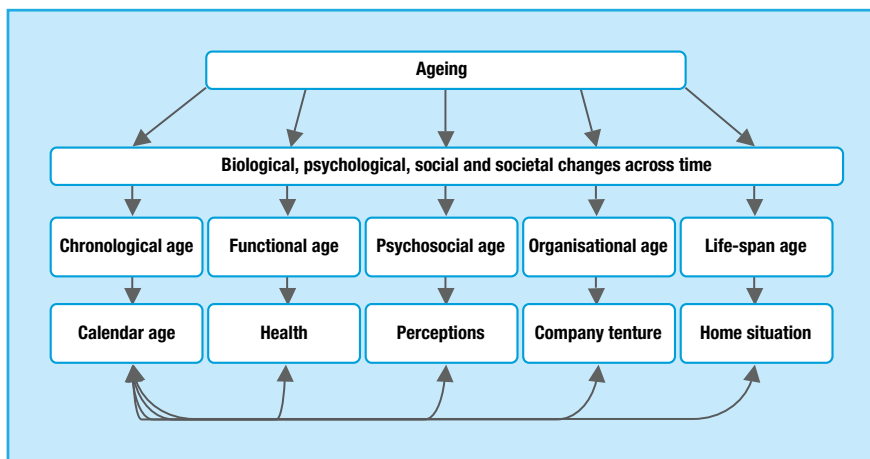 Ageing
Biological, psychological, social and societal changes across time
Chronological age
Functional age
Psychosocial age
Organisational age
Life-span age
Calendar age
Health
Perceptions
Company tenture
Home situation